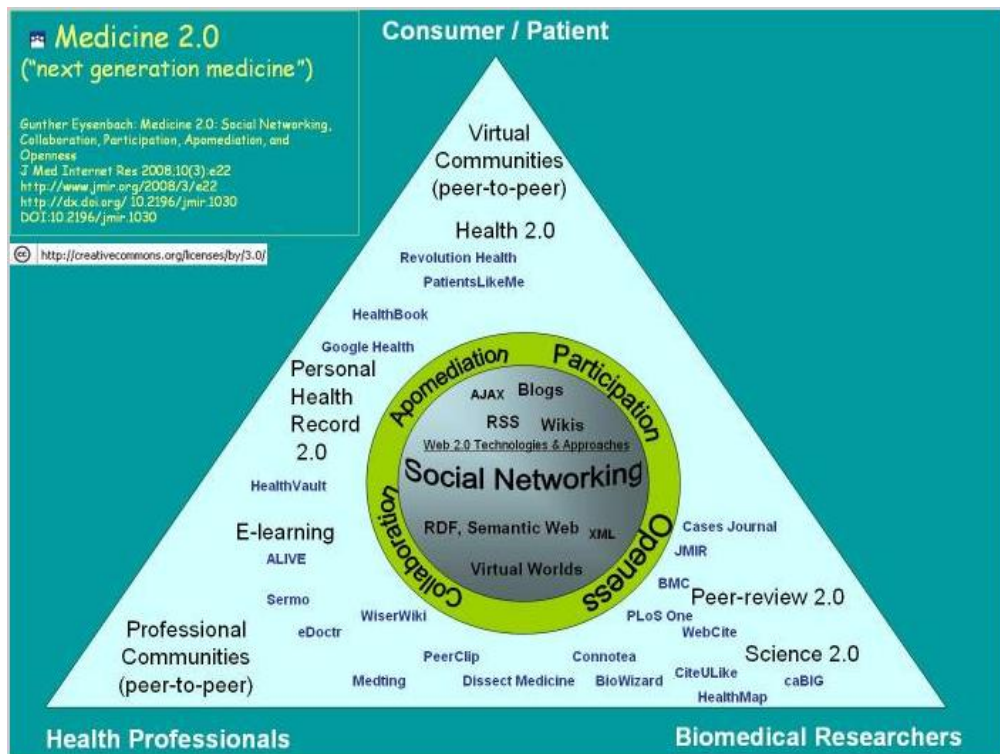 Medicine 2.0
("next generation medicine")
Gunther Eysenbach: Medicine 2.0: Social Networking,
Collaboration, Participation, Apomediation, and
Openness
J Med Internet Res 2008;10(3):e22
http://www.jmir.org/2008/3/e22
http://dx.doi.org/ 10.2196/jmir.1030
DOI:10.2196/jmir.1030
cc http://creativecommons.org/licenses/by/3.0/
Consumer / Patient
Virtual
Communities
(peer-to-peer)
Health 2.0
Revolution Health
PatientsLikeMe
HealthBook
Google Health
Personal
Health
Record
2.0
HealthVault
E-learning
ALIVE
Sermo
eDoctr
WiserWiki
Professional
Communities
(peer-to-peer)
Apomediation
Participation
Collaboration
Openess
AJAX Blogs
RSS Wikis
Web 2.0 Technologies & Approaches
Social Networking
RDF, Semantic Web XML
Virtual Worlds
Cases Journal
JMIR
BMC
Peer-review 2.0
PLoS One
WebCite
Science 2.0
PeerClip
Connotea
Medting
Dissect Medicine
BioWizard
CiteULike
caBIG
HealthMap
Health Professionals
Biomedical Researchers